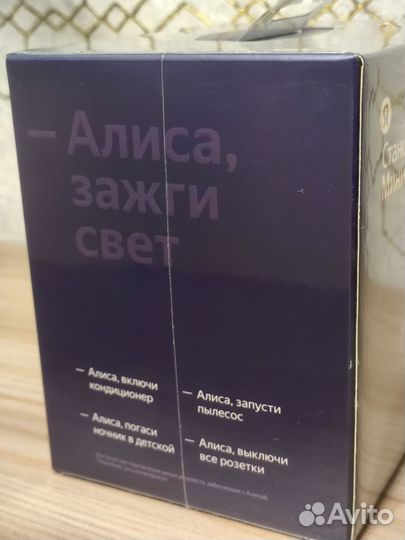 — Алиса,
зажги
свет
— Алиса, включи
кондиционер
— Алиса, запусти
пылесос
— Алиса, погаси
ночник в детской
— Алиса, выключи
все розетки
Я
Avito